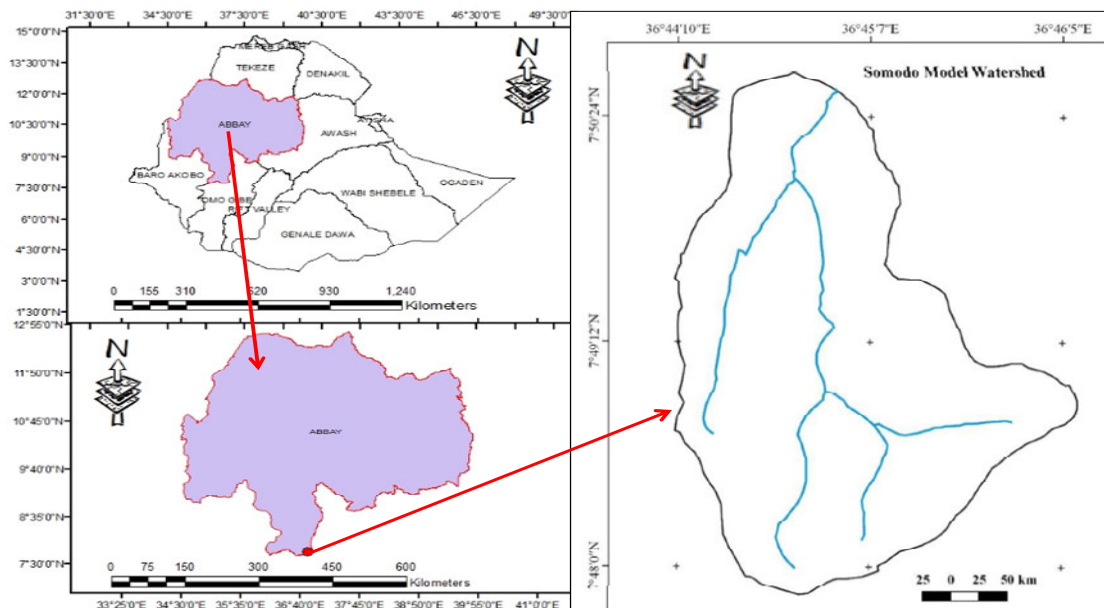 31°30'0"E 34°30'0"E 37°30'0"E 40°30'0"E 43°30'0"E 46°30'0"E 49°30'0"E
15°0'0"N
13°30'0"N
12°0'0"N
10°30'0"N
9°0'0"N
7°30'0"N
6°0'0"N
4°30'0"N
3°0'0"N
1°30'0"N
N
TEKEZE
DENAKIL
ABBAY
AWASH
BARO AKOBO
OGADEN
WABI SHEBELE
OMO GIBE
RIFT VALLEY
GENALE DAWA
0 155 310 620 930 1,240
Kilometers
12°55'0"N
11°50'0"N
10°45'0"N
9°40'0"N
8°35'0"N
7°30'0"N
N
ABBAY
0 75 150 300 450 600
Kilometers
33°25'0"E 34°30'0"E 35°35'0"E 36°40'0"E 37°45'0"E 38°50'0"E 39°55'0"E 41°0'0"E
36°44'10"E 36°45'7"E 36°46'5"E
N
Somodo Model Watershed
7°50'24"N
7°49'12"N
7°48'0"N
25 0 25 50 km